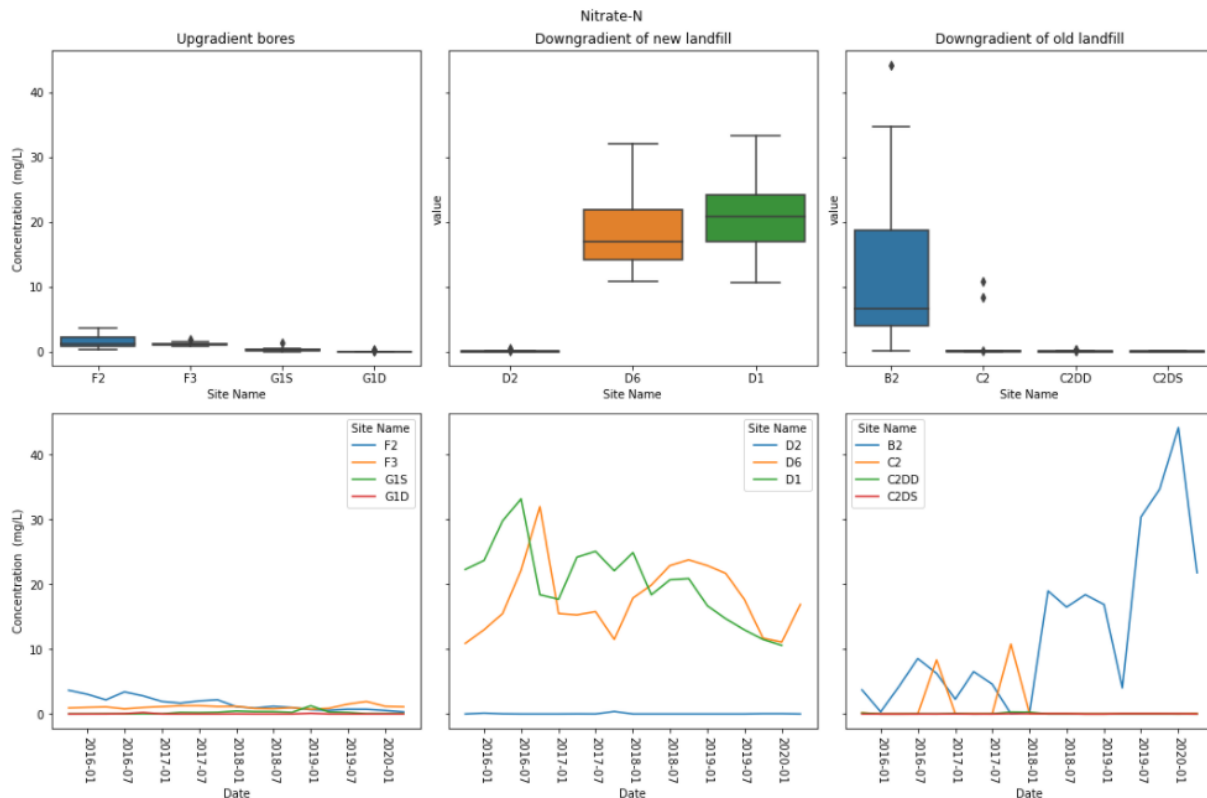 Nitrate-N
Upgradient bores
Downgradient of new landfill
Downgradient of old landfill
Concentration (mg/L)
40
30
20
10
0
value
value
F2 F3 G1S G1D
Site Name
D2 D6 D1
Site Name
B2 C2 C2DD C2DS
Site Name
Concentration (mg/L)
40
30
20
10
0
Site Name
F2
F3
G1S
G1D
Site Name
D2
D6
D1
Site Name
B2
C2
C2DD
C2DS
2016-01 2016-07 2017-01 2017-07 2018-01 2018-07 2019-01 2019-07 2020-01
Date
2016-01 2016-07 2017-01 2017-07 2018-01 2018-07 2019-01 2019-07 2020-01
Date
2016-01 2016-07 2017-01 2017-07 2018-01 2018-07 2019-01 2019-07 2020-01
Date